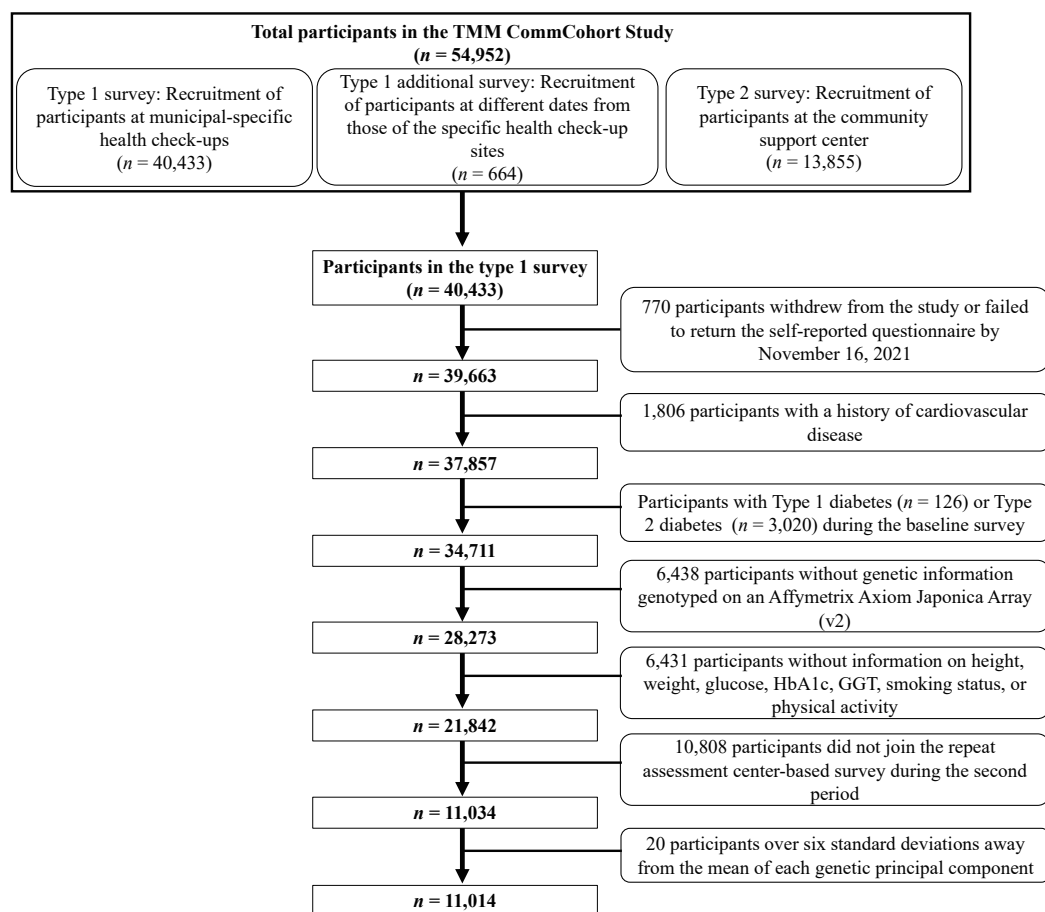 Total participants in the TMM CommCohort Study
(n = 54,952)
Type 1 survey: Recruitment of
participants at municipal-specific
health check-ups
(n = 40,433)
Type 1 additional survey: Recruitment
of participants at different dates from
those of the specific health check-up
sites
(n = 664)
Type 2 survey: Recruitment of
participants at the community
support center
(n = 13,855)
Participants in the type 1 survey
(n = 40,433)
770 participants withdrew from the study or failed
to return the self-reported questionnaire by
November 16, 2021
n = 39,663
1,806 participants with a history of cardiovascular
disease
n = 37,857
Participants with Type 1 diabetes (n = 126) or Type
2 diabetes (n = 3,020) during the baseline survey
n = 34,711
6,438 participants without genetic information
genotyped on an Affymetrix Axiom Japonica Array
(v2)
n = 28,273
6,431 participants without information on height,
weight, glucose, HbA1c, GGT, smoking status, or
physical activity
n = 21,842
10,808 participants did not join the repeat
assessment center-based survey during the second
period
n = 11,034
20 participants over six standard deviations away
from the mean of each genetic principal component
n = 11,014